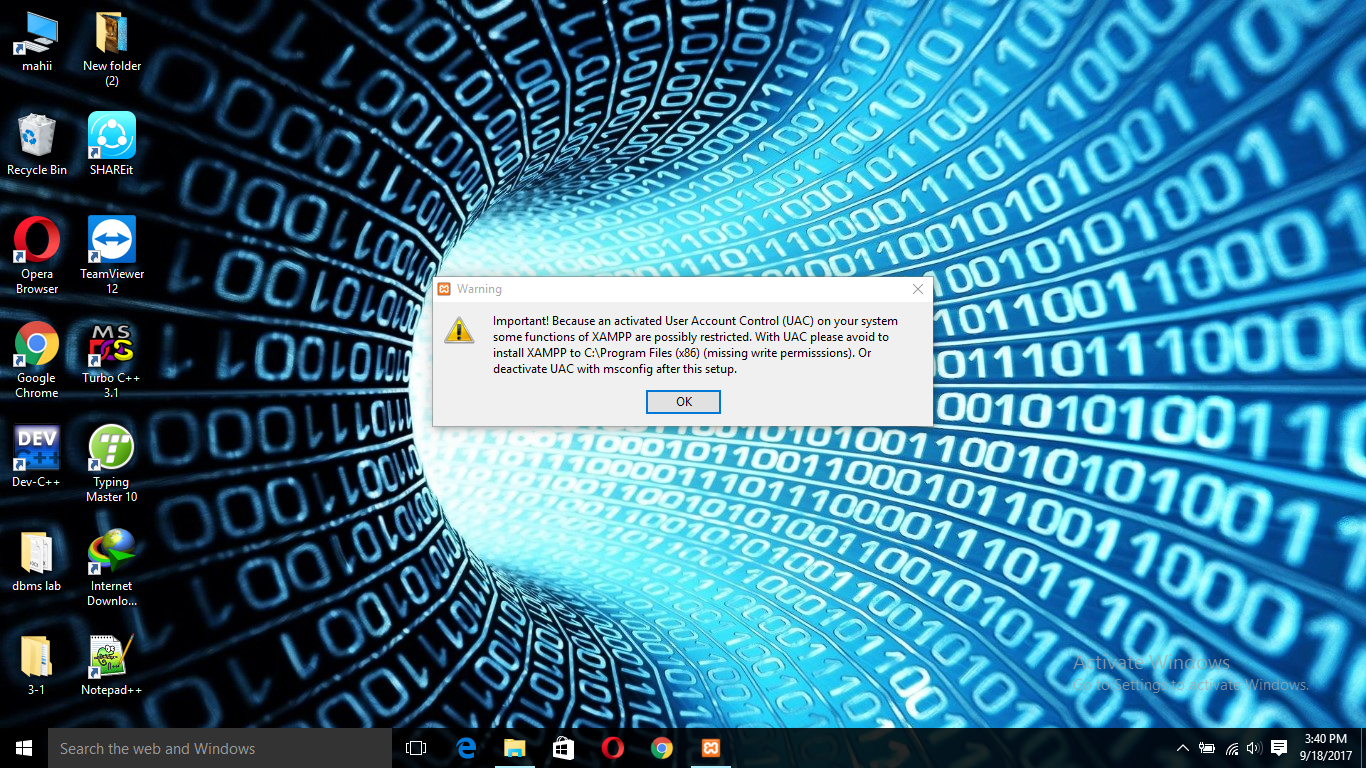 mahii
New folder
(2)
Recycle Bin
SHAREit
Opera
Browser
TeamViewer
12
Google
Chrome
MS
DOS
Turbo C++
3.1
DEV
C++
Dev-C++
Typing
Master 10
dbms lab
Internet
Downlo...
3-1
Notepad++
Warning
Important! Because an activated User Account Control (UAC) on your system
some functions of XAMPP are possibly restricted. With UAC please avoid to
install XAMPP to C:\Program Files (x86) (missing write permisssions). Or
deactivate UAC with msconfig after this setup.
OK
Activate Windows
Go to Settings to activate Windows.
Search the web and Windows
3:40 PM
9/18/2017